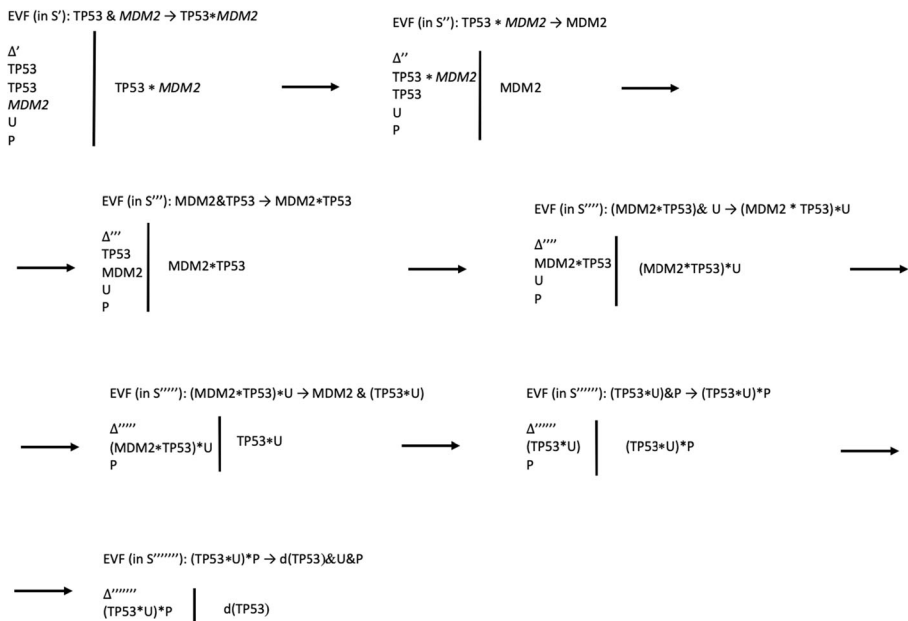 EVF (in S'): TP53 & MDM2 → TP53*MDM2
Δ'
TP53
TP53
MDM2
U
P
TP53 * MDM2
EVF (in S''): TP53 * MDM2 → MDM2
Δ''
TP53 * MDM2
TP53
U
P
MDM2
EVF (in S'''): MDM2&TP53 → MDM2*TP53
Δ'''
TP53
MDM2
U
P
MDM2*TP53
EVF (in S''''): (MDM2*TP53)& U → (MDM2 * TP53)*U
Δ''''
MDM2*TP53
U
P
(MDM2*TP53)*U
EVF (in S'''''): (MDM2*TP53)*U → MDM2 & (TP53*U)
Δ'''''
(MDM2*TP53)*U
P
TP53*U
EVF (in S''''''): (TP53*U)&P → (TP53*U)*P
Δ''''''
(TP53*U)
P
(TP53*U)*P
EVF (in S'''''''): (TP53*U)*P → d(TP53)&U&P
Δ'''''''
(TP53*U)*P
d(TP53)